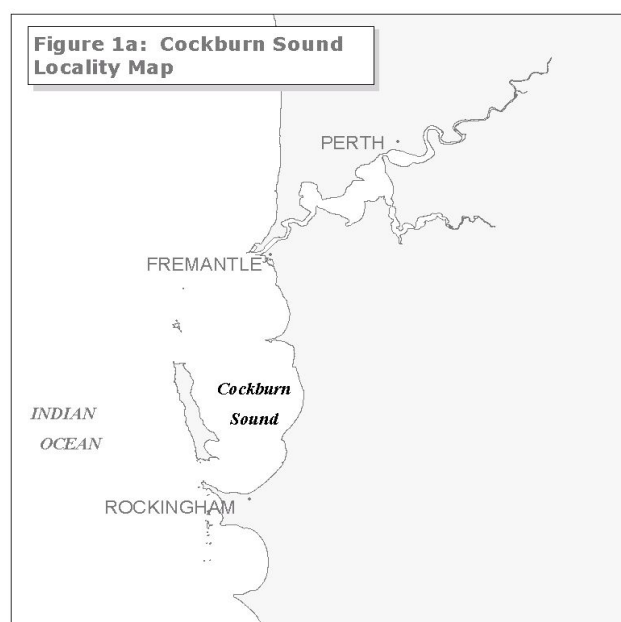 Figure 1a: Cockburn Sound
Locality Map
PERTH
FREMANTLE
Cockburn
Sound
INDIAN
OCEAN
ROCKINGHAM